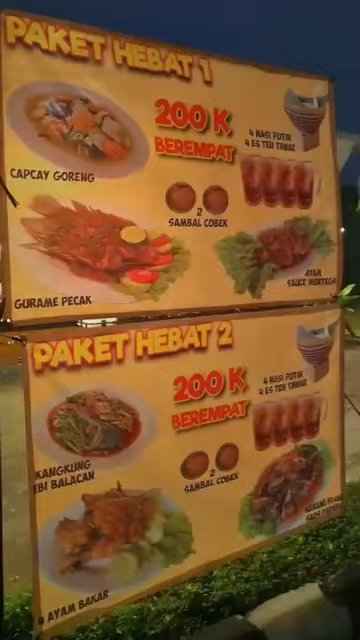 PAKET HEBAT 1
200 K
BEREMPAT
4 NASI PUTIH
4 ES TEH TAWAR
CAPCAY GORENG
2
SAMBAL COBEK
GURAME PECAK
AYAM
SAUCE MENTEGA
PAKET HEBAT 2
200 K
BEREMPAT
4 NASI PUTIH
4 ES TEH TAWAR
KANGKUNG
EBI BALACAN
2
SAMBAL COBEK
4 AYAM BAKAR